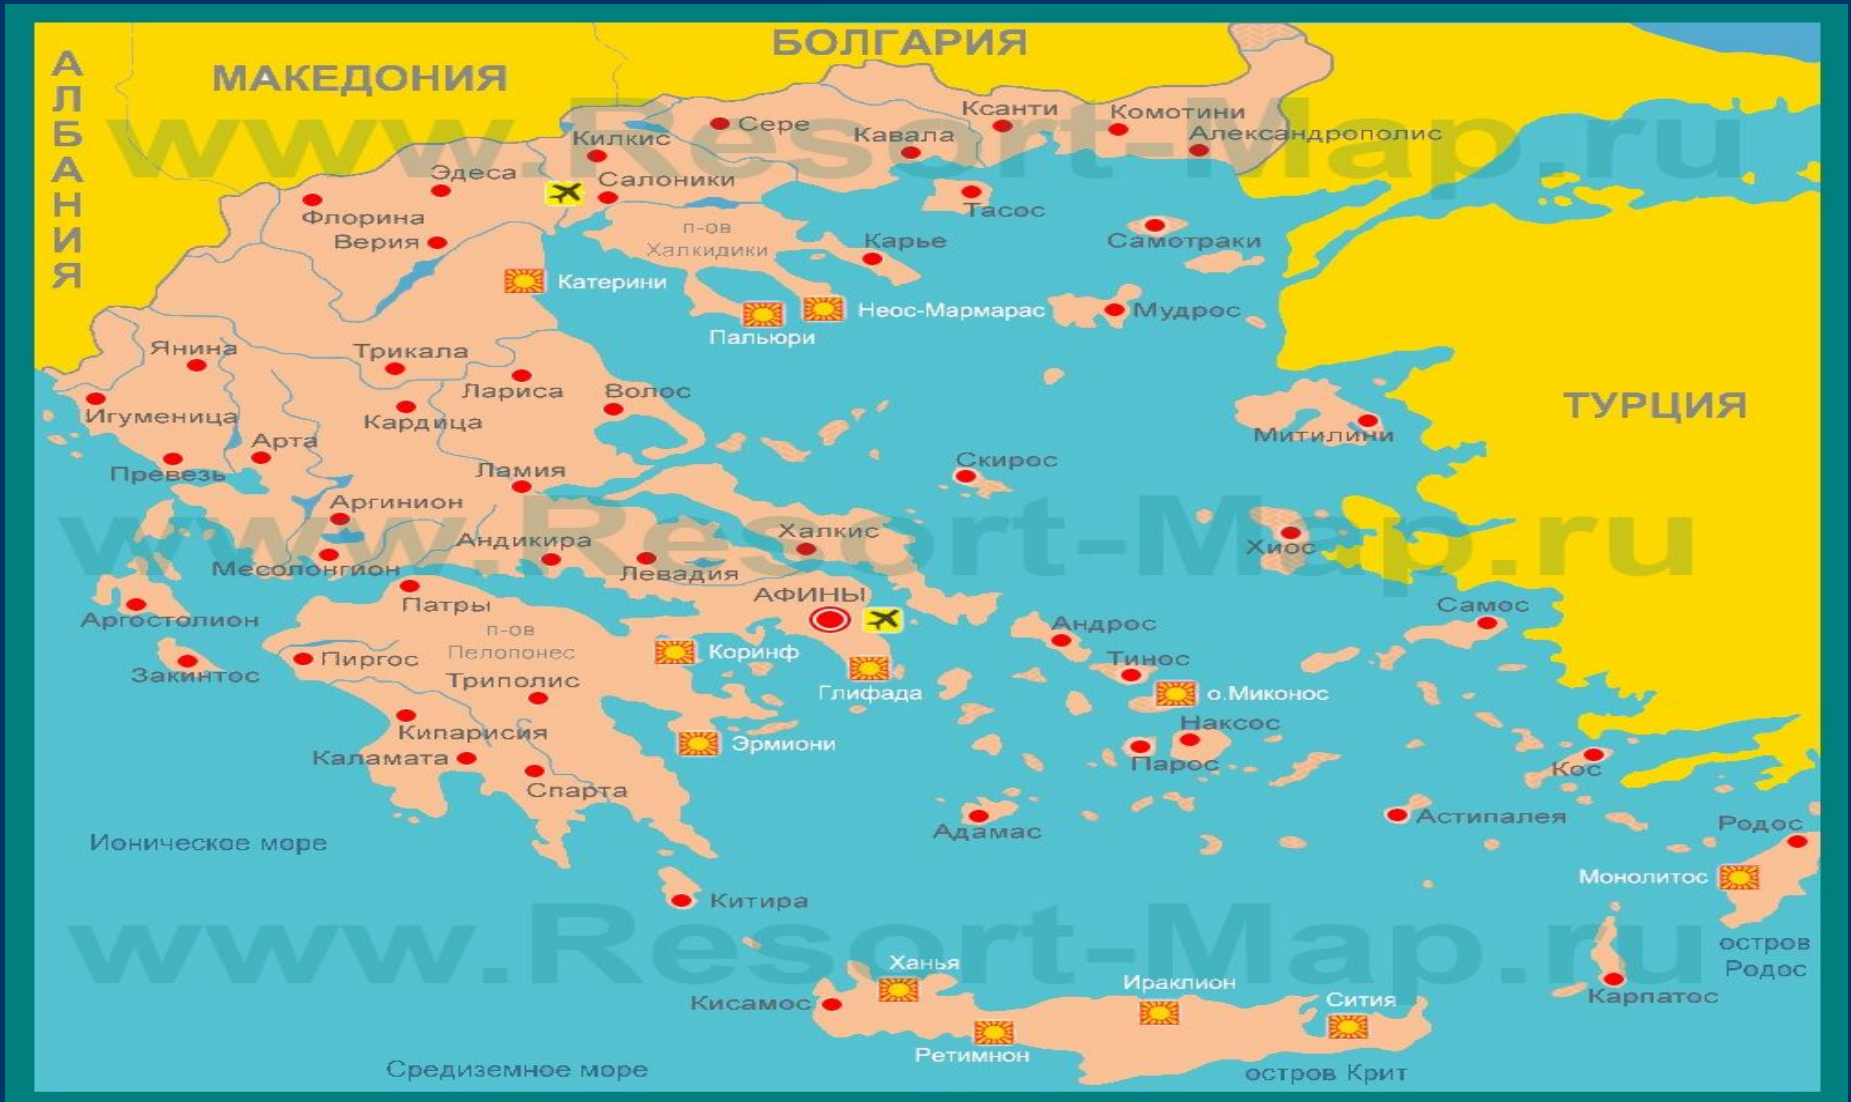 БОЛГАРИЯ
АЛБАНИЯ
МАКЕДОНИЯ
www.Resort-Map.ru
Ксанти
Комотини
Сере
Кавала
Александрополис
Килкис
Эдеса
Салоники
Флорина
Тасос
Верия
п-ов
Халкидики
Карье
Самотраки
Катерини
Неос-Мармарас
Мудрос
Пальюри
Янина
Трикала
Лариса
Волос
ТУРЦИЯ
Игуменица
Кардица
Арта
Митилини
Превезь
Ламия
Скирос
Аргинион
www.Resort-Map.ru
Андикира
Халкис
Хиос
Месолонгион
Левадия
АФИНЫ
Патры
Самос
Аргостолион
п-ов
Пелопонес
Андрос
Коринф
Пиргос
Тинос
Закинтос
Триполис
Глифада
о.Миконос
Кипарисия
Наксос
Эрмиони
Каламата
Парос
Кос
Спарта
Астипалея
Родос
Адамас
Ионическое море
Монолитос
Китира
www.Resort-Map.ru
остров
Родос
Ханья
Ираклион
Карпатос
Кисамос
Сития
Ретимнон
Средиземное море
остров Крит